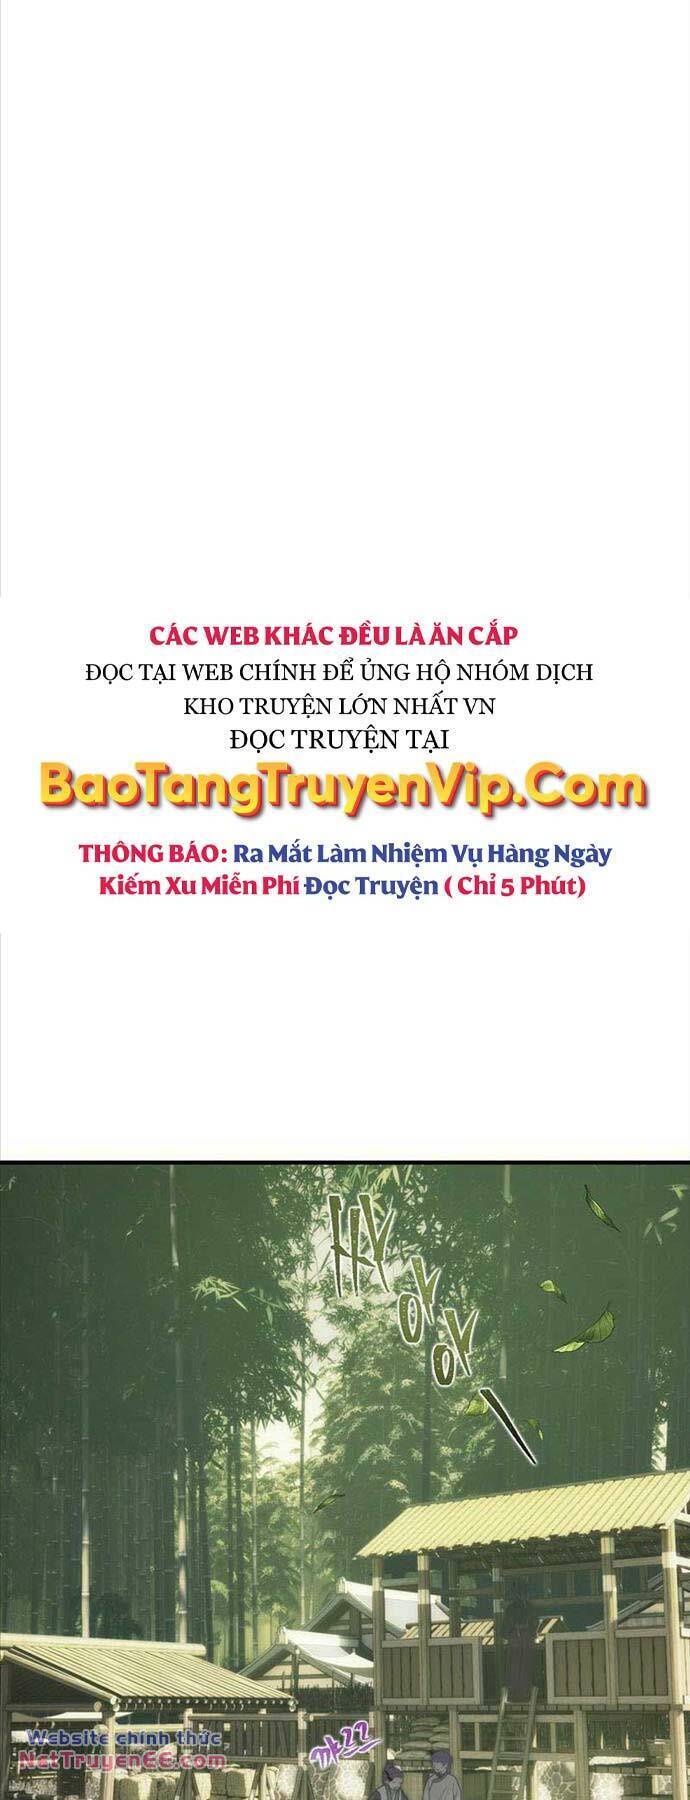 CÁC WEB KHÁC ĐỀU LÀ ĂN CẮP
ĐỌC TẠI WEB CHÍNH ĐỂ ỦNG HỘ NHÓM DỊCH
KHO TRUYỆN LỚN NHẤT VN
ĐỌC TRUYỆN TẠI
BaoTangTruyenVip.Com
THÔNG BÁO: Ra Mắt Làm Nhiệm Vụ Hàng Ngày
Kiếm Xu Miễn Phí Đọc Truyện ( Chỉ 5 Phút)
Website chính thức
NetTruyenEE.com